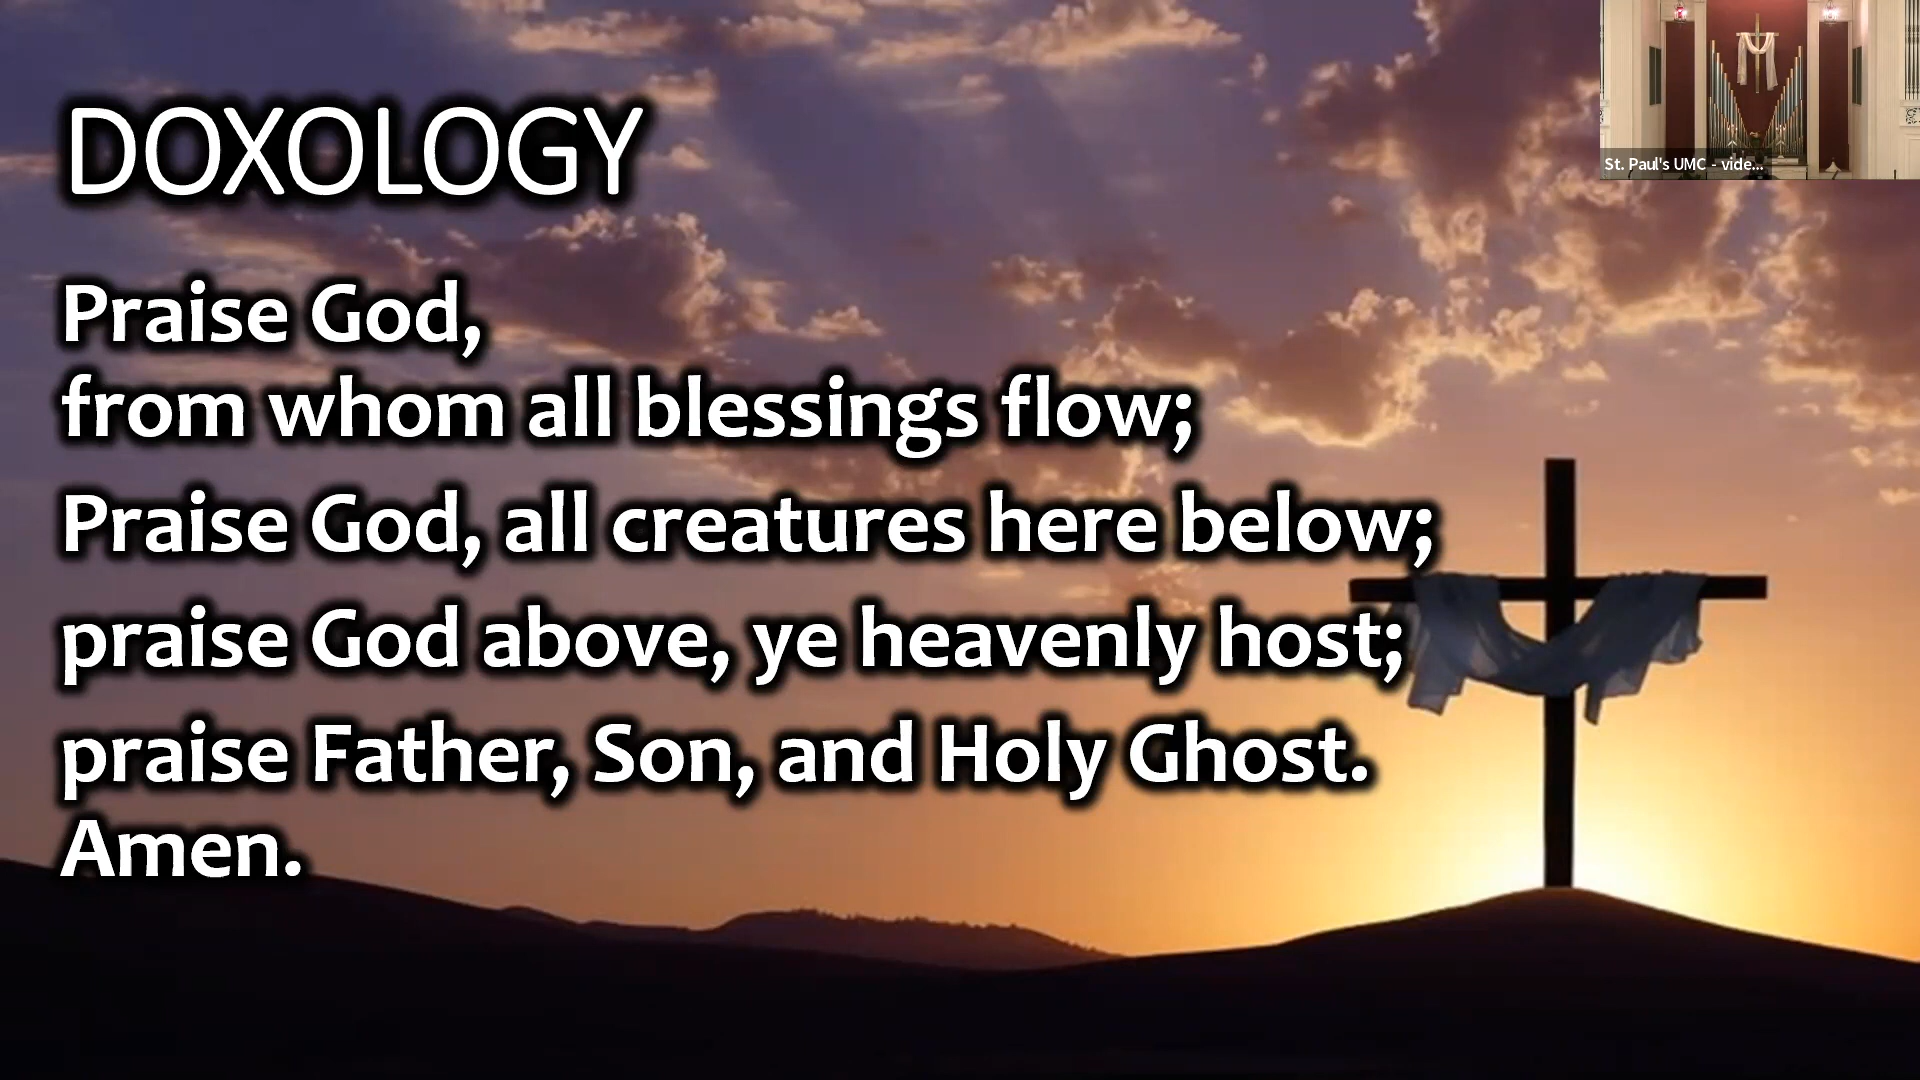 DOXOLOGY
Praise God,
from whom all blessings flow;
Praise God, all creatures here below;
praise God above, ye heavenly host;
praise Father, Son, and Holy Ghost.
Amen.
St. Paul's UMC - vide...